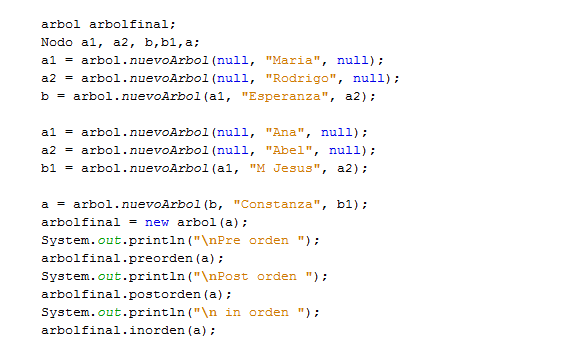 arbol arbolfinal;
Nodo a1, a2, b,b1,a;
a1 = arbol.nuevoArbol(null, "Maria", null);
a2 = arbol.nuevoArbol(null, "Rodrigo", null);
b = arbol.nuevoArbol(a1, "Esperanza", a2);
a1 = arbol.nuevoArbol(null, "Ana", null);
a2 = arbol.nuevoArbol(null, "Abel", null);
b1 = arbol.nuevoArbol(a1, "M Jesus", a2);
a = arbol.nuevoArbol(b, "Constanza", b1);
arbolfinal = new arbol(a);
System.out.println("\nPre orden ");
arbolfinal.preorden(a);
System.out.println("\nPost orden ");
arbolfinal.postorden(a);
System.out.println("\n in orden ");
arbolfinal.inorden(a);